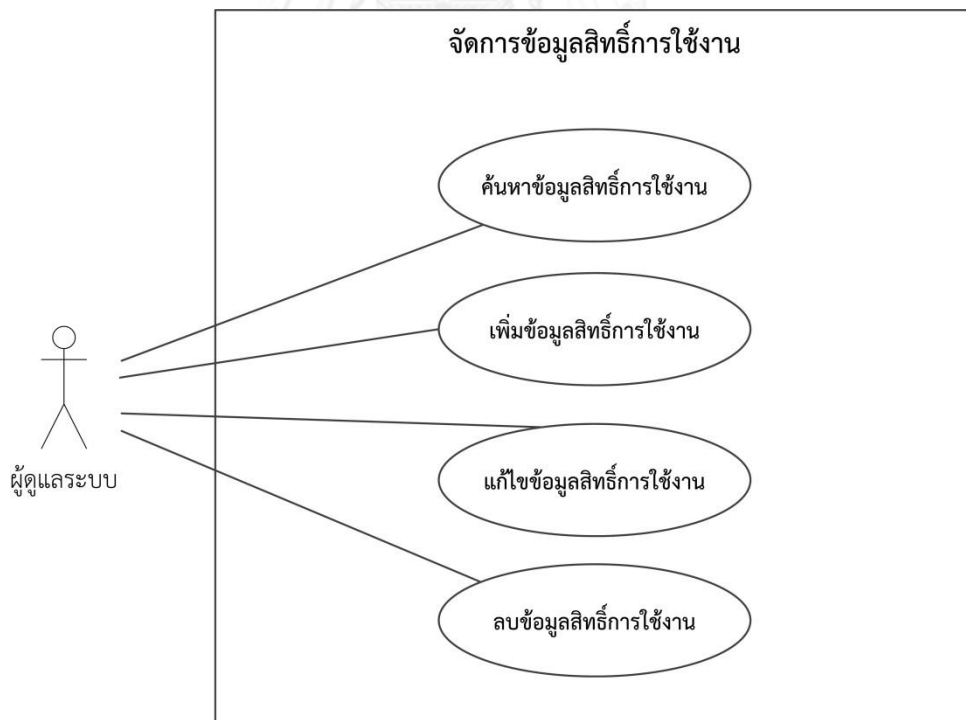 จัดการข้อมูลสิทธิ์การใช้งาน
ค้นหาข้อมูลสิทธิ์การใช้งาน
เพิ่มข้อมูลสิทธิ์การใช้งาน
แก้ไขข้อมูลสิทธิ์การใช้งาน
ผู้ดูแลระบบ
ลบข้อมูลสิทธิ์การใช้งาน